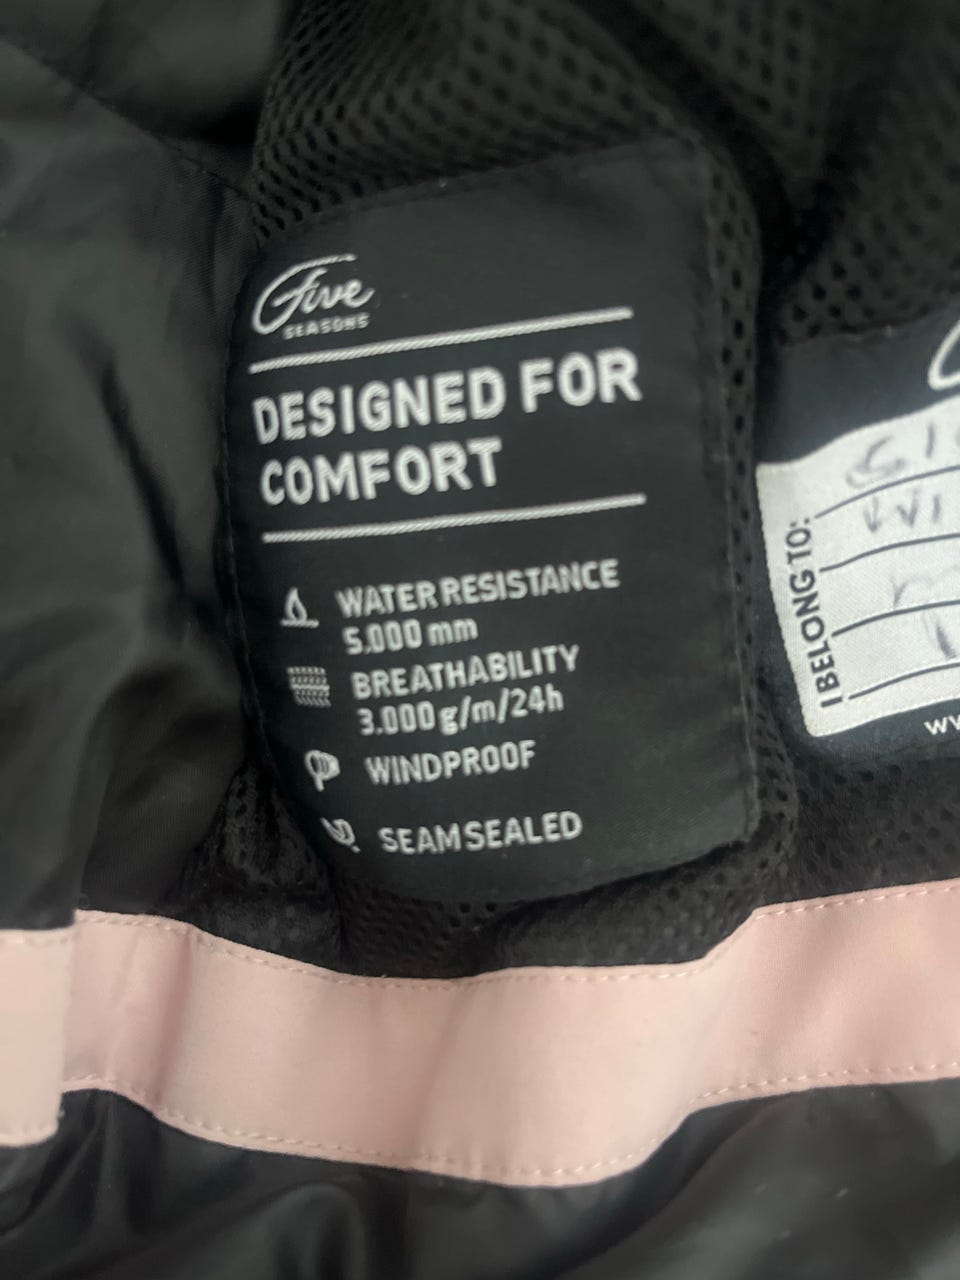 Five
SEASONS
DESIGNED FOR
COMFORT
WATER RESISTANCE
5.000 mm
BREATHABILITY
3.000 g/m/24h
WINDPROOF
SEAMSEALED
I BELONG TO: